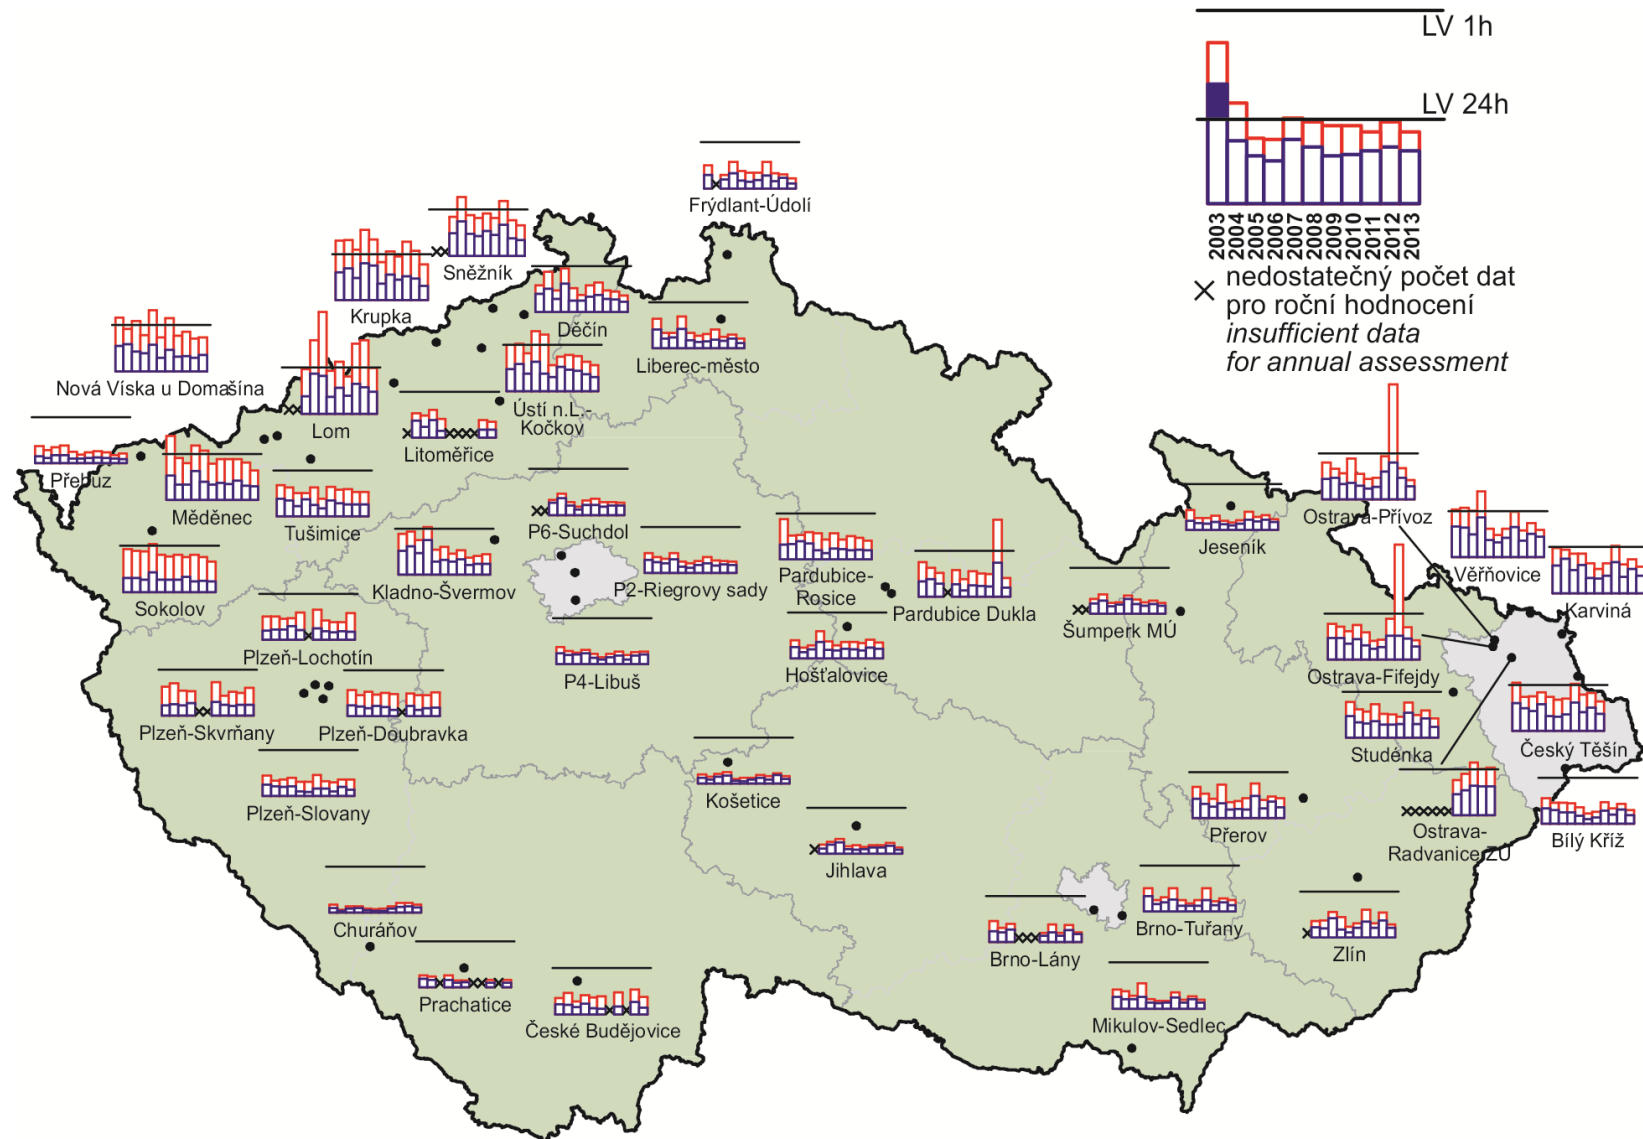 LV 1h
LV 24h
2003
2004
2005
2006
2007
2008
2009
2010
2011
2012
2013
× nedostatečný počet dat
pro roční hodnocení
insufficient data
for annual assessment
Frýdlant-Údolí
Sněžník
Krupka
Děčín
Liberec-město
Nová Víska u Domašína
Lom
Ústí n.L.-
Kočkov
Litoměřice
Přebuz
Měděnec
Tušimice
P6-Suchdol
Ostrava-Přívoz
Jeseník
Věřňovice
Sokolov
Kladno-Švermov
P2-Riegrovy sady
Pardubice-
Rosice
Pardubice Dukla
Šumperk MÚ
Karviná
Plzeň-Lochotín
P4-Libuš
Hošťalovice
Ostrava-Fifejdy
Plzeň-Skvrňany
Plzeň-Doubravka
Studénka
Český Těšín
Plzeň-Slovany
Košetice
Přerov
Ostrava-
Radvanice ZÚ
Bílý Kříž
Jihlava
Churáňov
Brno-Tuřany
Brno-Lány
Zlín
Prachatice
České Budějovice
Mikulov-Sedlec